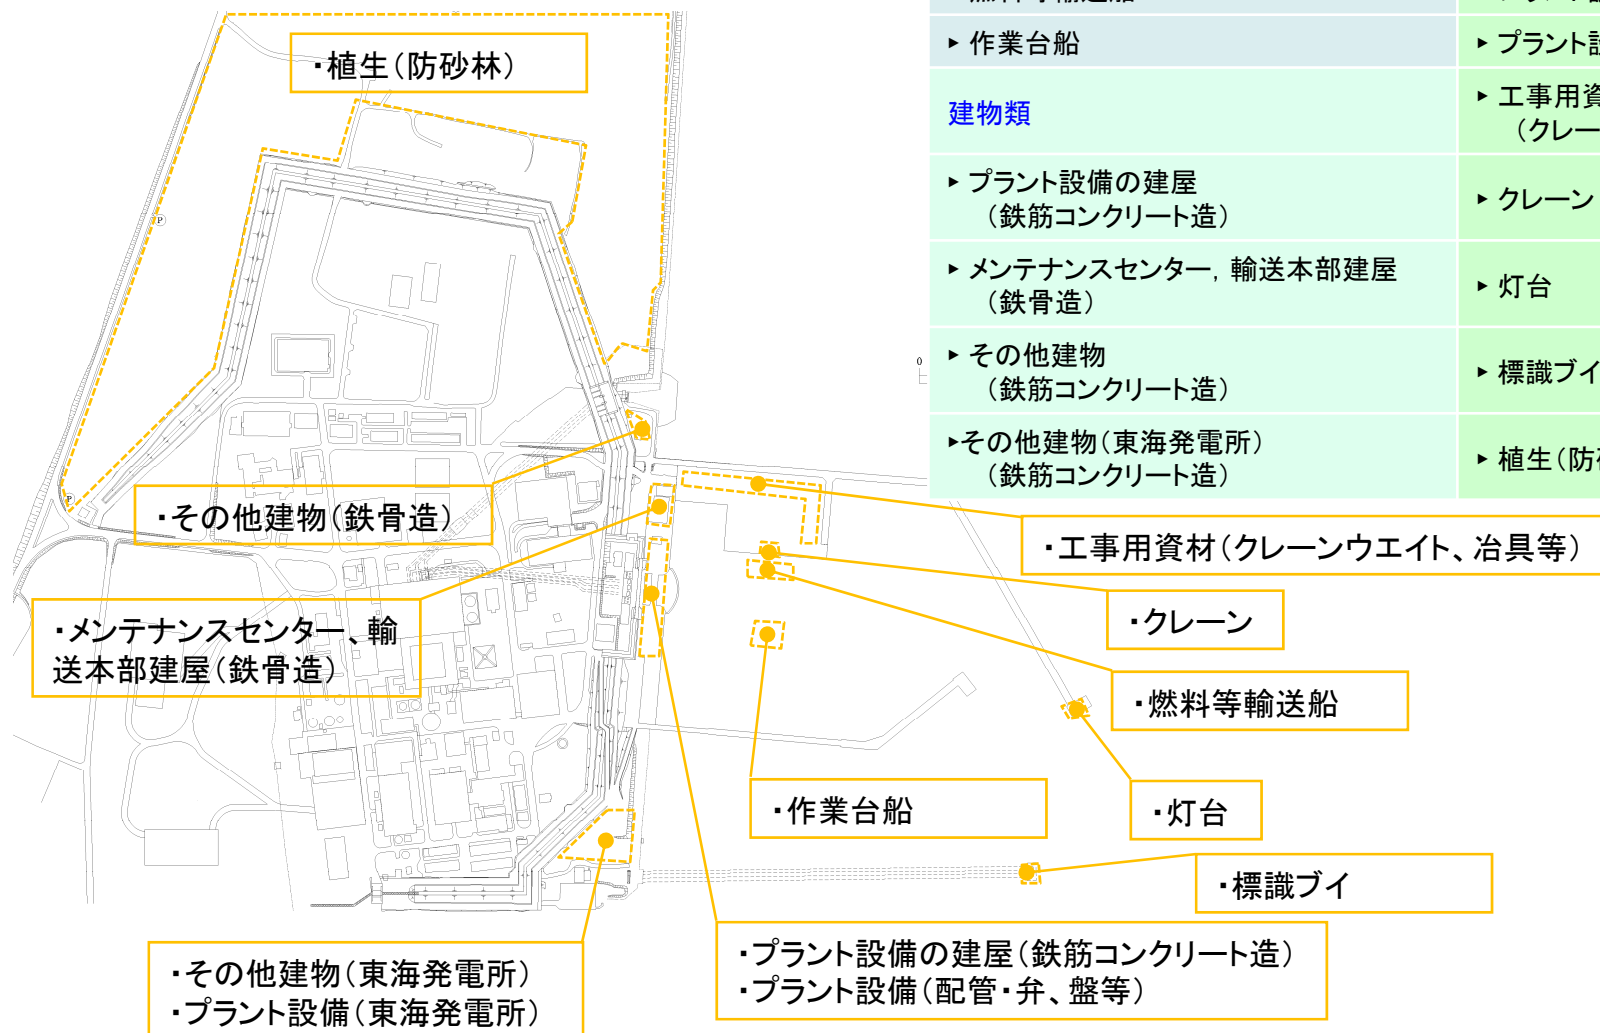 ・植生（防砂林）
▸ 作業台船
建物類
▸ プラント設備の建屋
（鉄筋コンクリート造）
▸ メンテナンスセンター，輸送本部建屋
（鉄骨造）
▸ その他建物
（鉄筋コンクリート造）
▸その他建物（東海発電所）
（鉄筋コンクリート造）
▸ プラント
▸ 工事用資
（クレー
▸ クレーン
▸ 灯台
▸ 標識ブイ
▸ 植生（防
0
P
P
・その他建物（鉄骨造）
・メンテナンスセンター、輸
送本部建屋（鉄骨造）
・工事用資材（クレーンウエイト、冶具等）
・クレーン
・燃料等輸送船
・作業台船
・灯台
・標識ブイ
・プラント設備の建屋（鉄筋コンクリート造）
・プラント設備（配管・弁、盤等）
・その他建物（東海発電所）
・プラント設備（東海発電所）